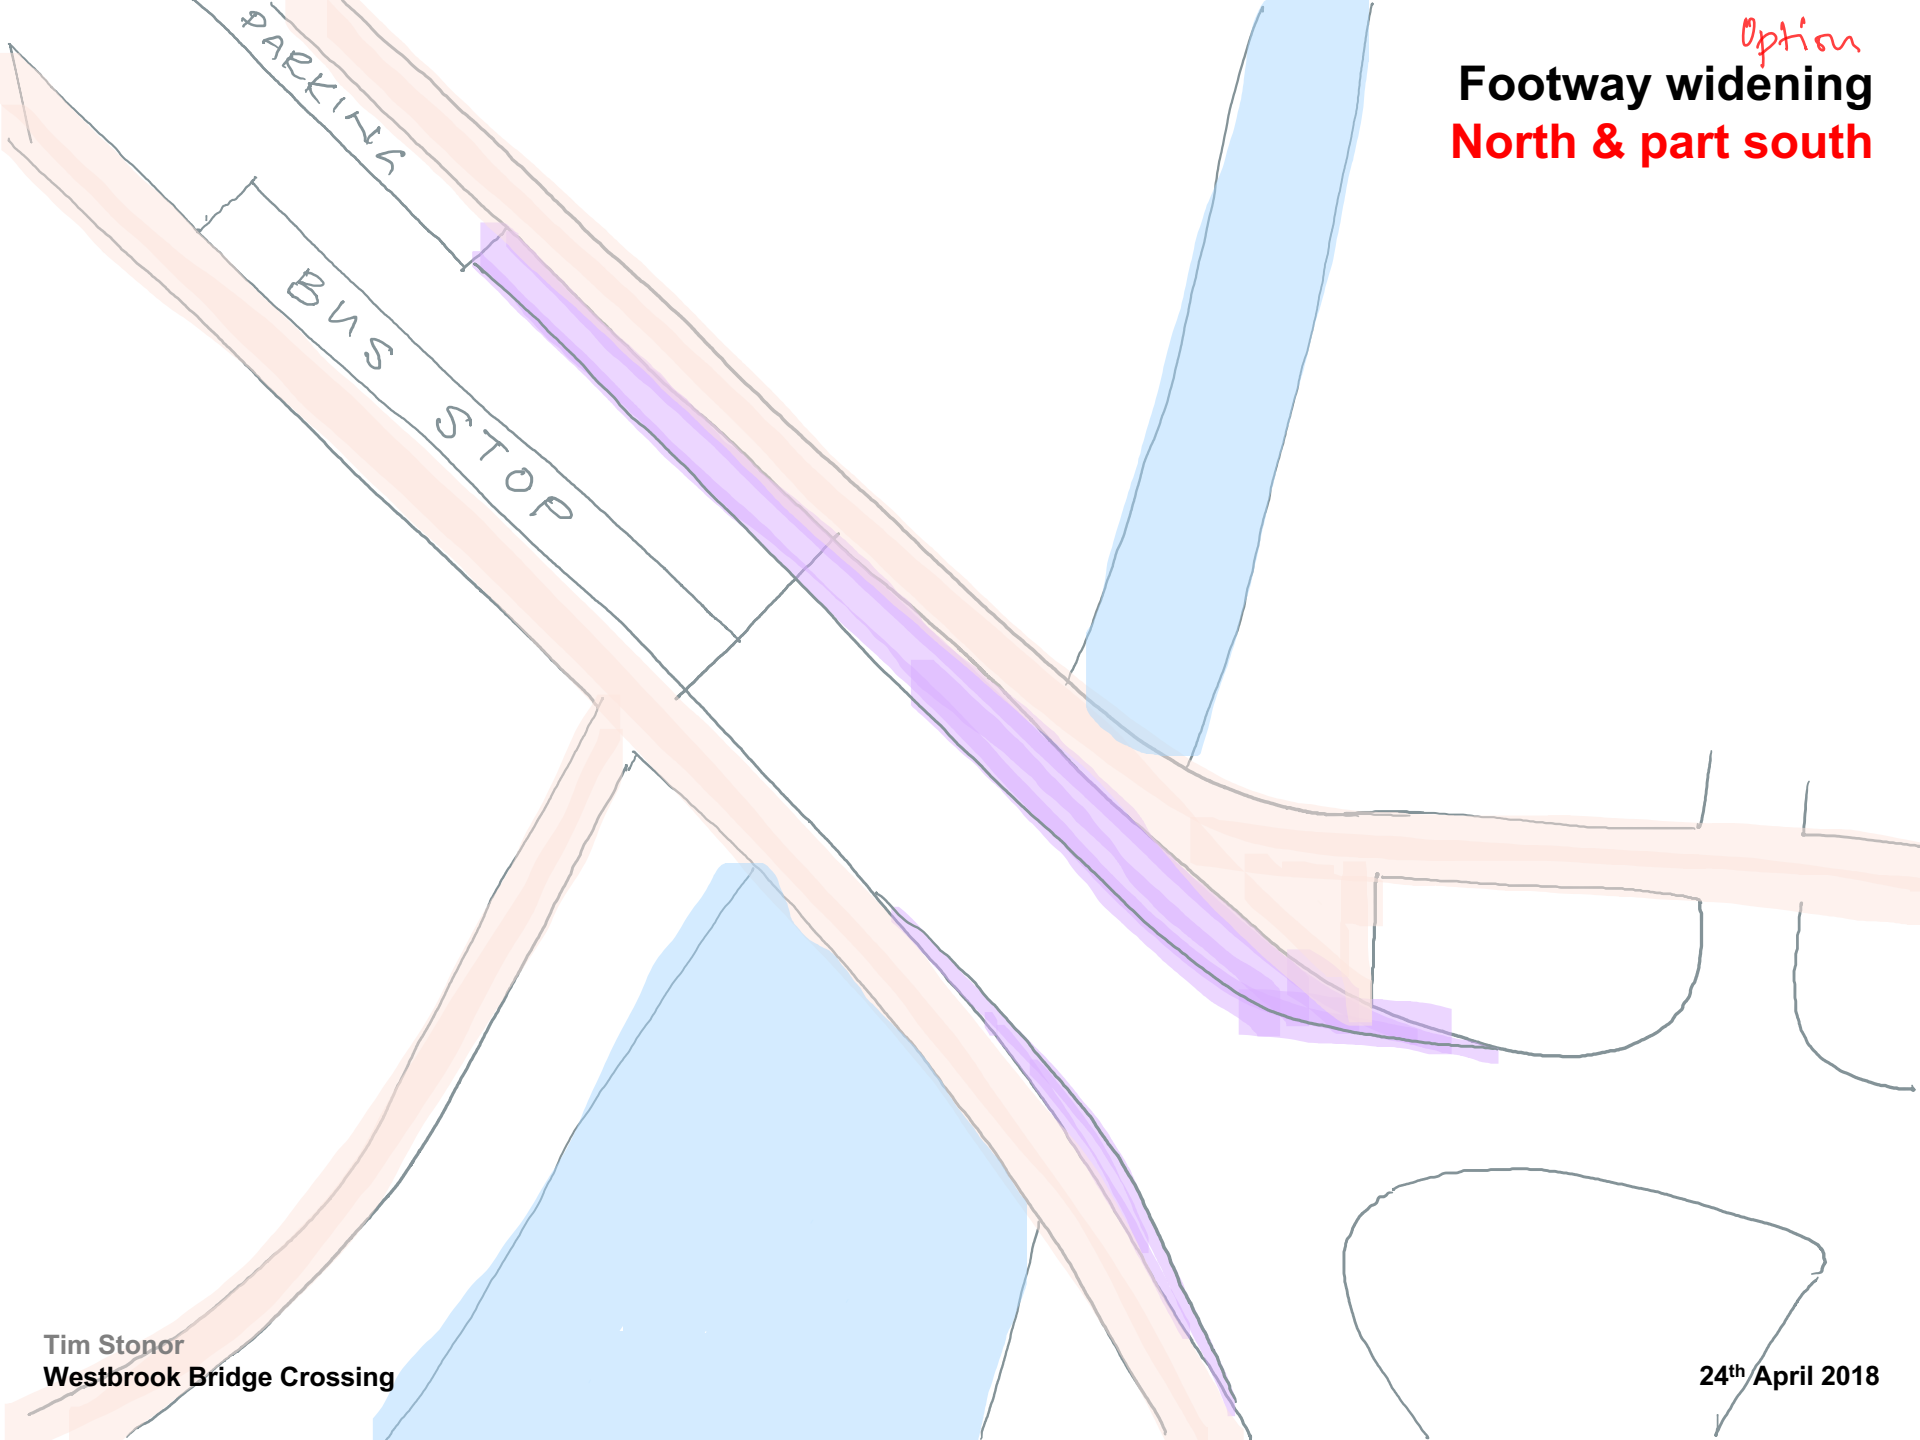 Option
Footway widening
North & part south
PARKING
BUS STOP
Tim Stonor
Westbrook Bridge Crossing
24th April 2018